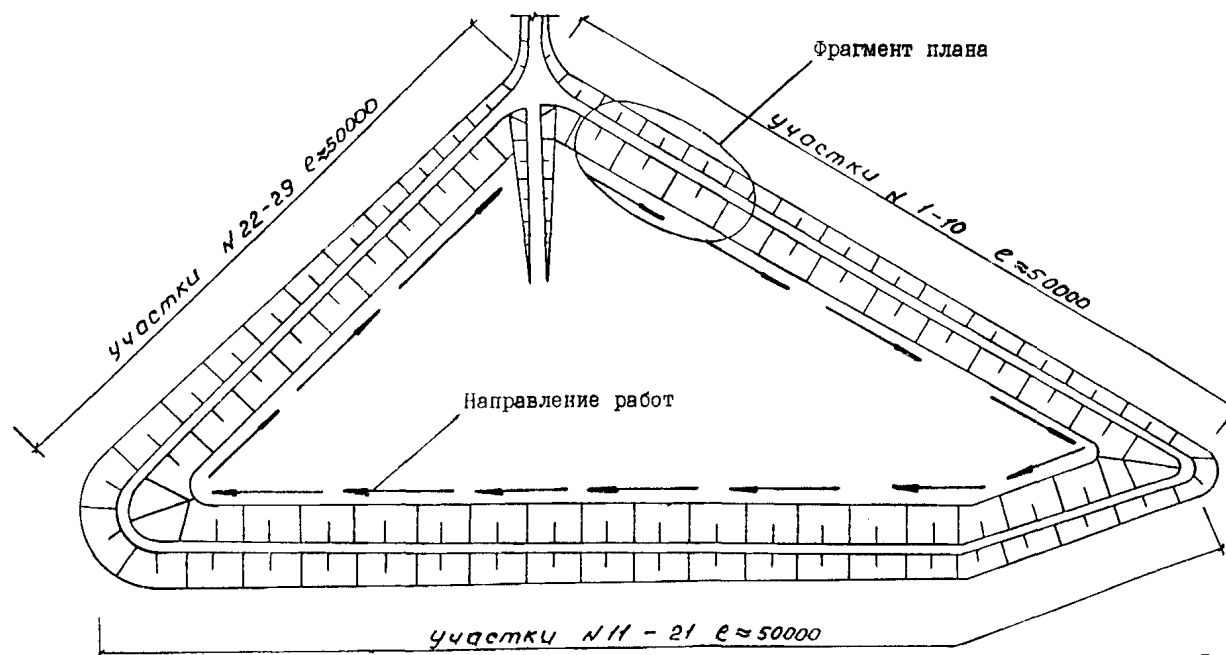 Фрагмент плана
участки N 1-10 ℓ≈50000
участки N 22-29 ℓ≈50000
Направление работ
участки N 11 - 21 ℓ≈50000